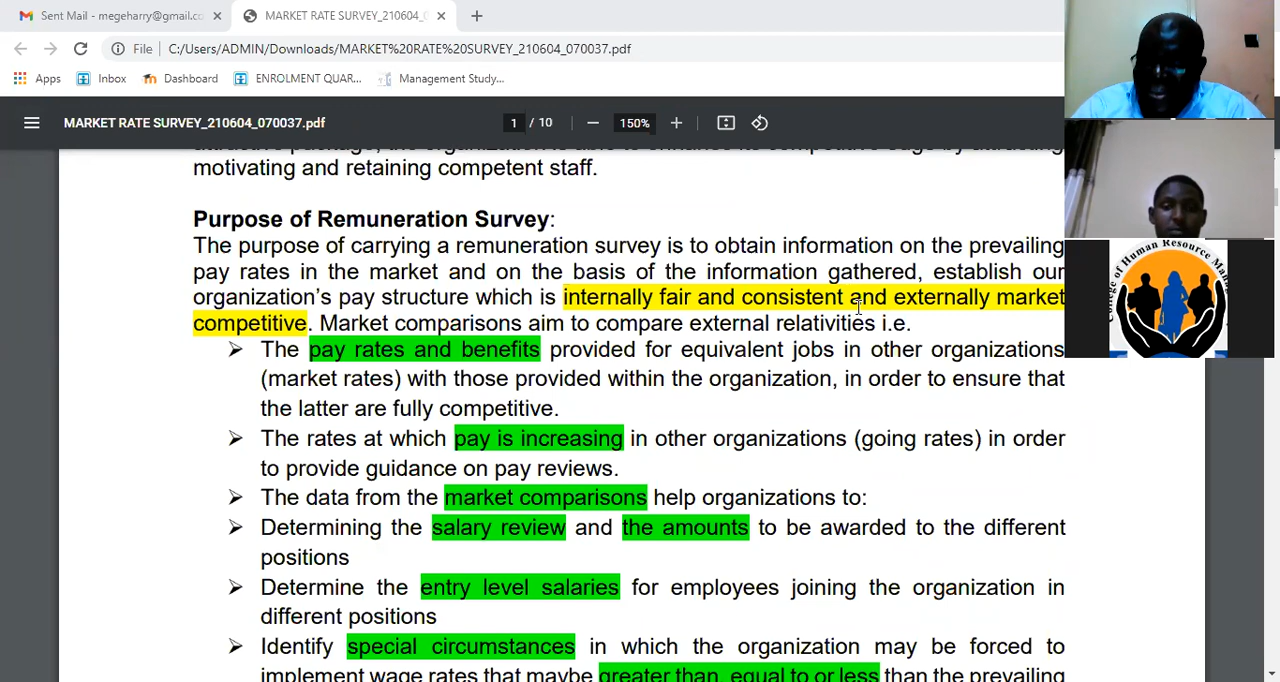 Sent Mail - megeharry@gmail.co
MARKET RATE SURVEY_210604_0
File
C:/Users/ADMIN/Downloads/MARKET%20RATE%20SURVEY_210604_070037.pdf
Apps
Inbox
Dashboard
ENROLMENT QUAR...
Management Study...
MARKET RATE SURVEY_210604_070037.pdf
1 / 10
150%
motivating and retaining competent staff.
Purpose of Remuneration Survey:
The purpose of carrying a remuneration survey is to obtain information on the prevailing
pay rates in the market and on the basis of the information gathered, establish our
organization's pay structure which is internally fair and consistent and externally market
competitive. Market comparisons aim to compare external relativities i.e.
➢ The pay rates and benefits provided for equivalent jobs in other organizations
(market rates) with those provided within the organization, in order to ensure that
the latter are fully competitive.
➢ The rates at which pay is increasing in other organizations (going rates) in order
to provide guidance on pay reviews.
➢ The data from the market comparisons help organizations to:
➢ Determining the salary review and the amounts to be awarded to the different
positions
➢ Determine the entry level salaries for employees joining the organization in
different positions
➢ Identify special circumstances in which the organization may be forced to
implement wage rates that maybe greater than, equal to or less than the prevailing
of Human Resource